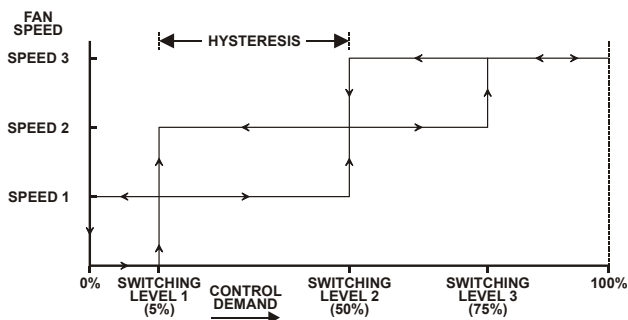 FAN
SPEED
HYSTERESIS
SPEED 3
SPEED 2
SPEED 1
0%
SWITCHING
LEVEL 1
(5%)
CONTROL
DEMAND
SWITCHING
LEVEL 2
(50%)
SWITCHING
LEVEL 3
(75%)
100%